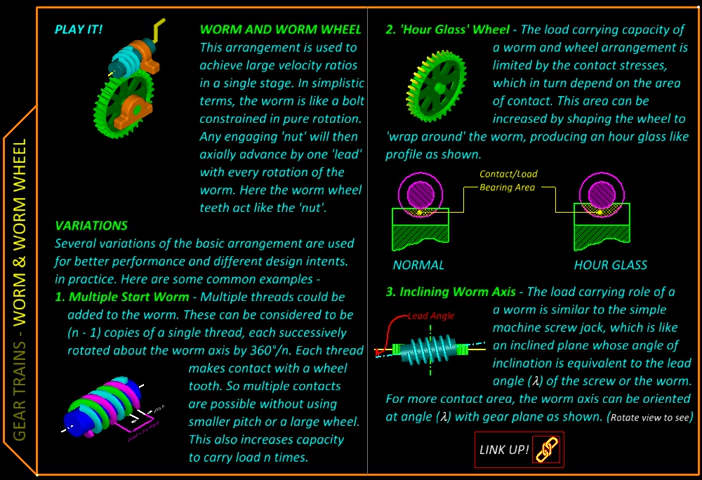 GEAR TRAINS - WORM & WORM WHEEL
PLAY IT!
WORM AND WORM WHEEL
This arrangement is used to
achieve large velocity ratios
in a single stage. In simplistic
terms, the worm is like a bolt
constrained in pure rotation.
Any engaging 'nut' will then
axially advance by one 'lead'
with every rotation of the
worm. Here the worm wheel
teeth act like the 'nut'.
VARIATIONS
Several variations of the basic arrangement are used
for better performance and different design intents.
in practice. Here are some common examples -
1. Multiple Start Worm - Multiple threads could be
added to the worm. These can be considered to be
(n - 1) copies of a single thread, each successively
rotated about the worm axis by 360°/n. Each thread
makes contact with a wheel
tooth. So multiple contacts
are possible without using
smaller pitch or a large wheel.
This also increases capacity
to carry load n times.
2. 'Hour Glass' Wheel - The load carrying capacity of
a worm and wheel arrangement is
limited by the contact stresses,
which in turn depend on the area
of contact. This area can be
increased by shaping the wheel to
'wrap around' the worm, producing an hour glass like
profile as shown.
Contact/Load
Bearing Area
NORMAL
HOUR GLASS
3. Inclining Worm Axis - The load carrying role of a
a worm is similar to the simple
machine screw jack, which is like
an inclined plane whose angle of
inclination is equivalent to the lead
angle (λ) of the screw or the worm.
Lead Angle
For more contact area, the worm axis can be oriented
at angle (λ) with gear plane as shown. (Rotate view to see)
LINK UP!